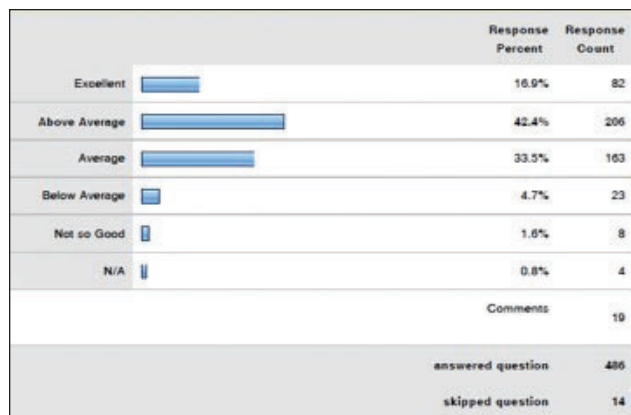 Response Response
Percent Count
Excellent 16.9% 82
Above Average 42.4% 206
Average 33.5% 163
Below Average 4.7% 23
Not so Good 1.6% 8
N/A 0.8% 4
Comments 19
answered question 486
skipped question 14